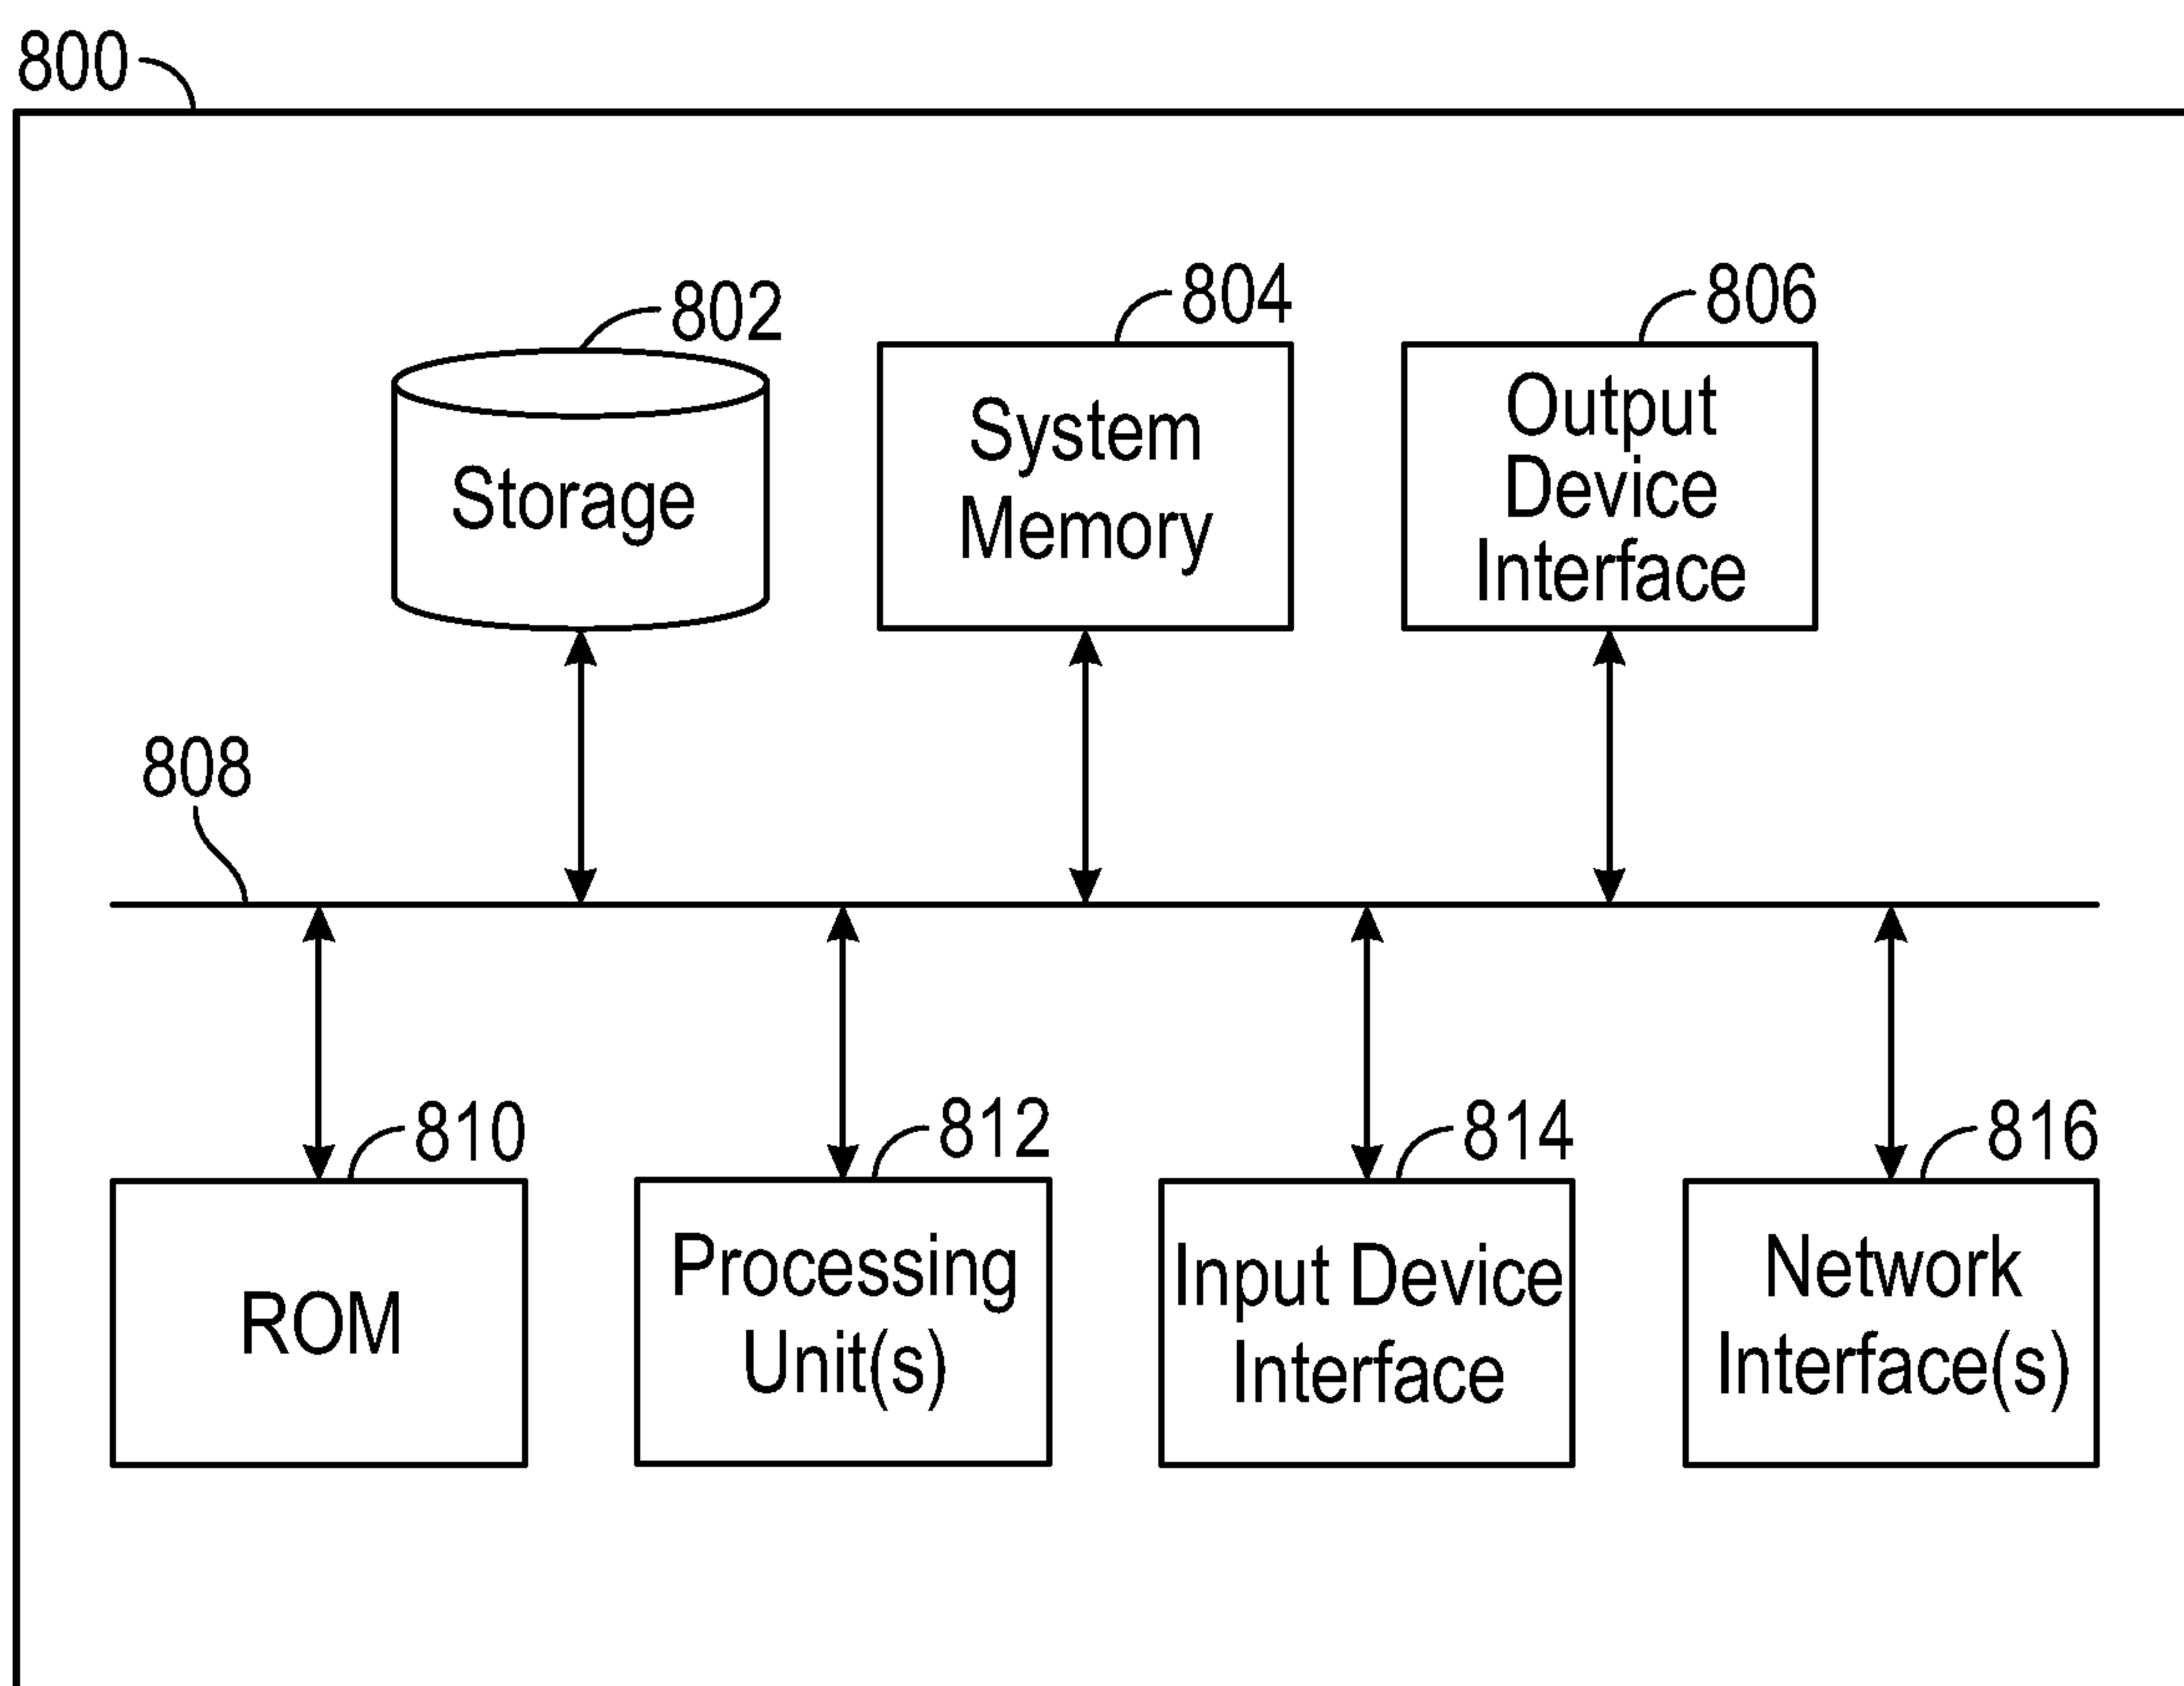 800
802
804
806
Storage
System
Memory
Output
Device
Interface
808
810
812
814
816
ROM
Processing
Unit(s)
Input Device
Interface
Network
Interface(s)